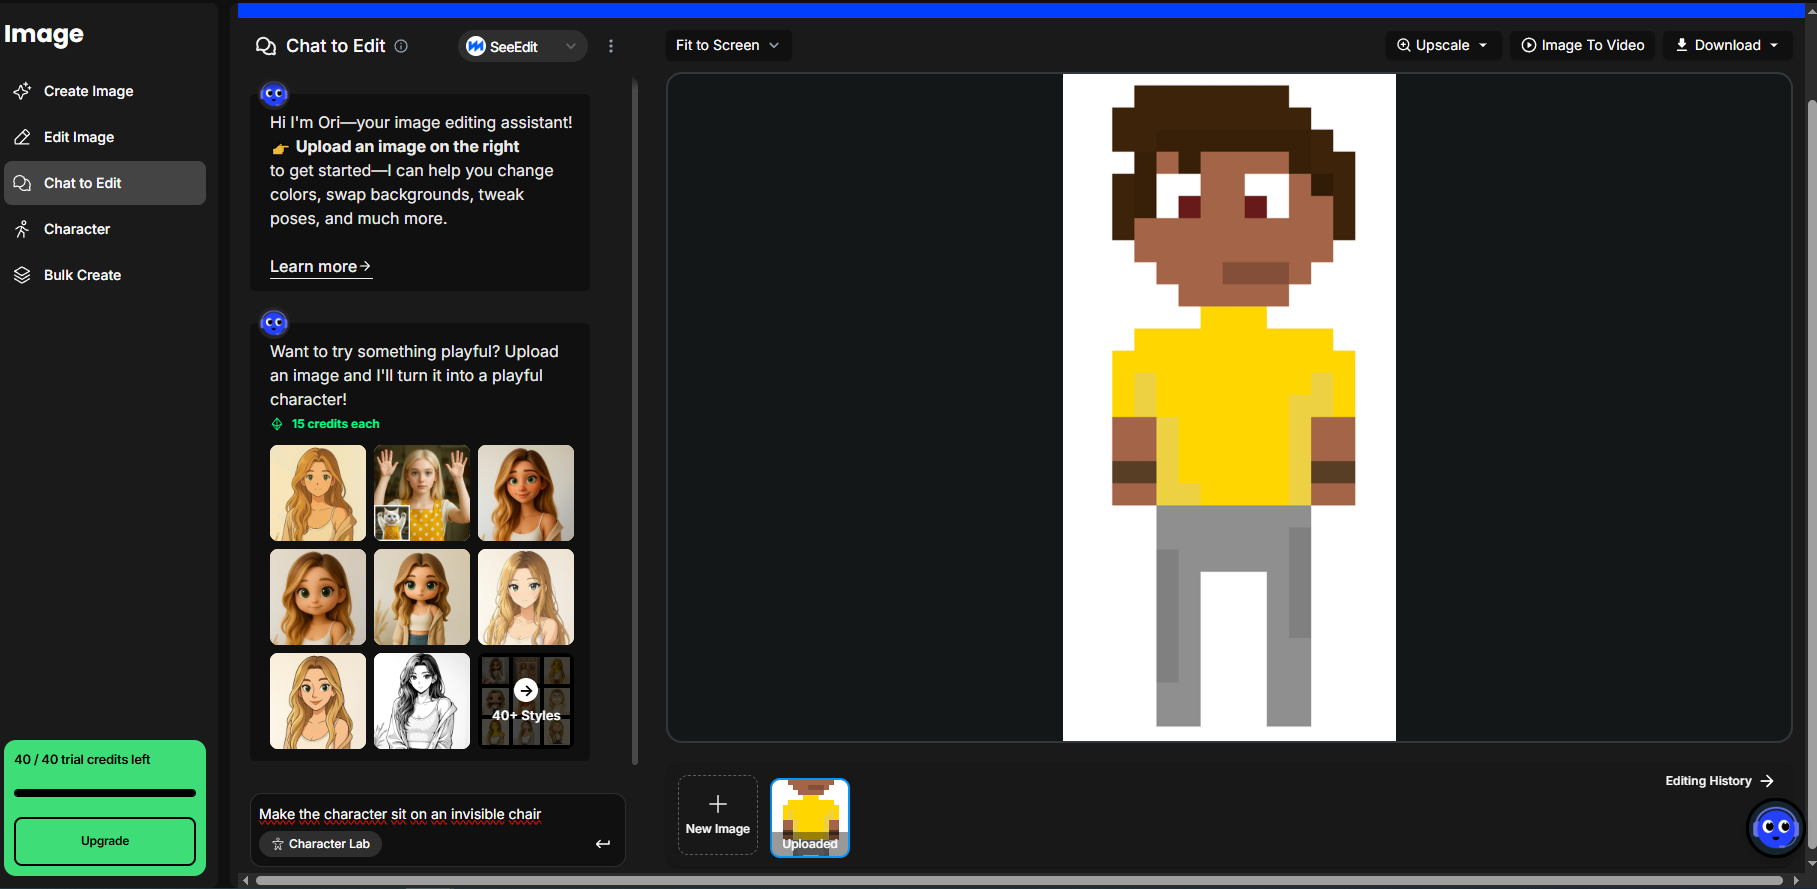 Image
Create Image
Edit Image
Chat to Edit
Character
Bulk Create
40 / 40 trial credits left
Upgrade
Chat to Edit
SeeEdit
Hi I'm Ori—your image editing assistant!
👉 Upload an image on the right
to get started—I can help you change
colors, swap backgrounds, tweak
poses, and much more.
Learn more→
Want to try something playful? Upload
an image and I'll turn it into a playful
character!
15 credits each
40+ Styles
Make the character sit on an invisible chair
Character Lab
Fit to Screen
Upscale
Image To Video
Download
New Image
Uploaded
Editing History